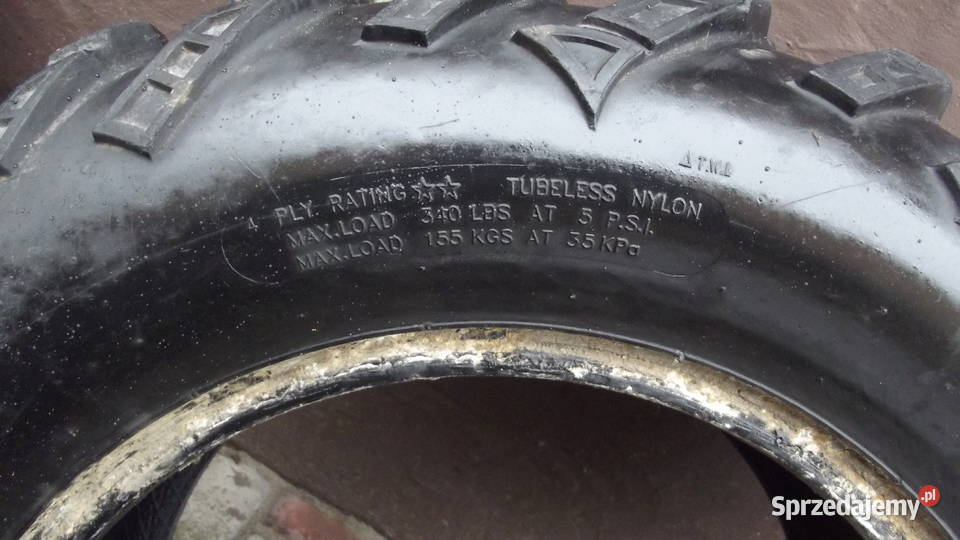 4 PLY. RATING ☆☆ TUBELESS NYLON
MAX.LOAD 340 LBS AT 5 P.S.I.
MAX.LOAD 155 KGS AT 35 KPa
Sprzedajemy.pl